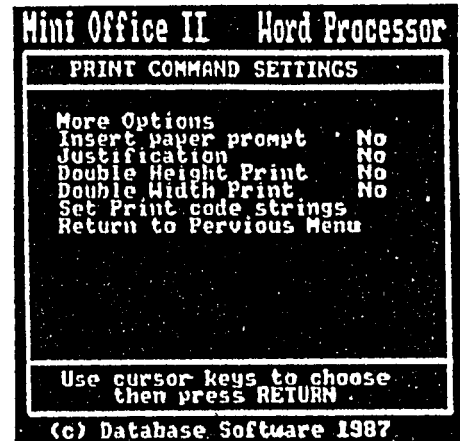 Mini Office II Word Processor
PRINT COMMAND SETTINGS
More Options
Insert paper prompt No
Justification No
Double Height Print No
Double Width Print No
Set Print code strings
Return to Pervious Menu
Use cursor keys to choose
then press RETURN
(c) Database Software 1987